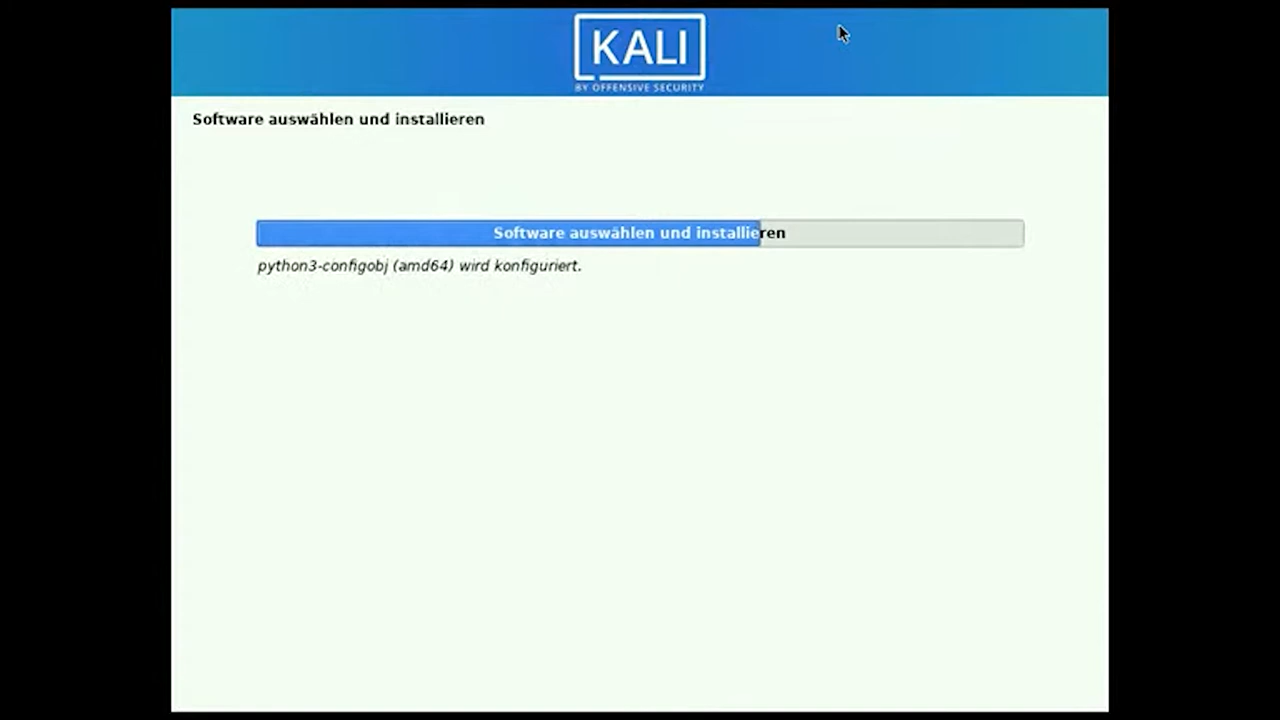 KALI
BY OFFENSIVE SECURITY
Software auswählen und installieren
Software auswählen und installieren
python3-configobj (amd64) wird konfiguriert.